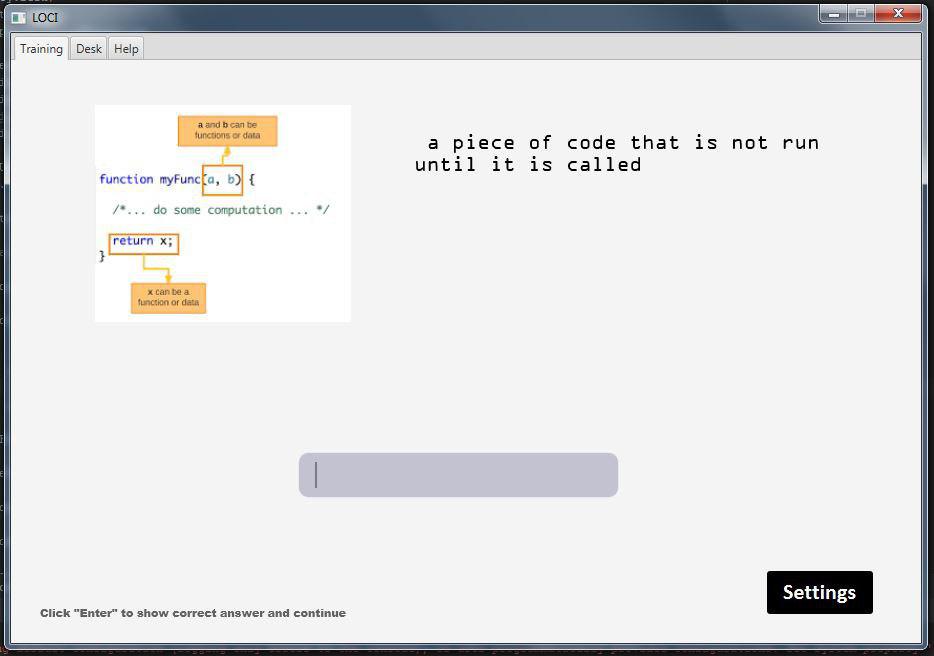 LOCI
Training Desk Help
a and b can be
functions or data
function myFunc(a, b) {
/*... do some computation ... */
return x;
}
x can be a
function or data
a piece of code that is not run
until it is called
Settings
Click "Enter" to show correct answer and continue